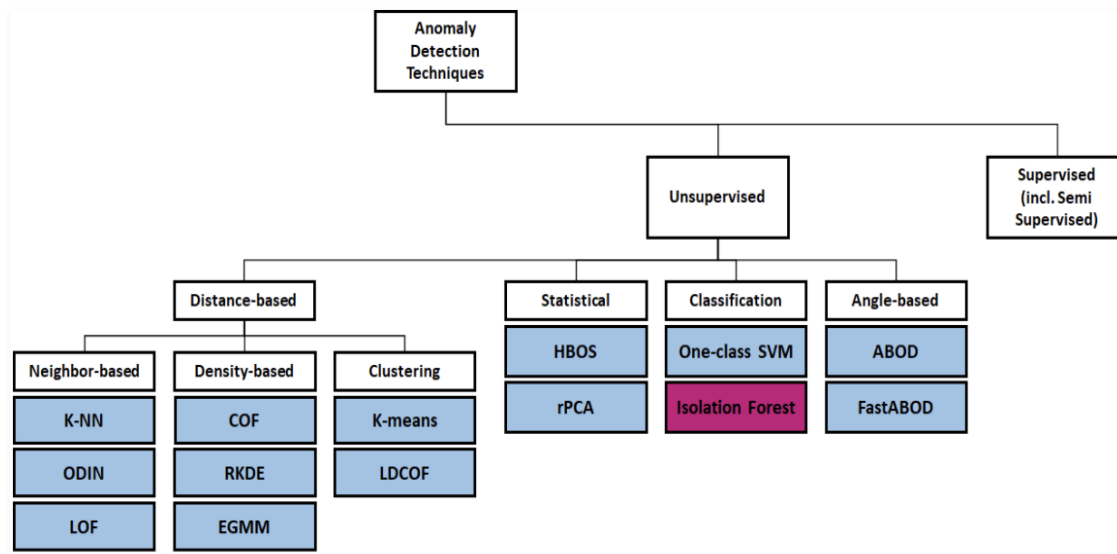 Anomaly
Detection
Techniques
Unsupervised
Supervised
(incl. Semi
Supervised)
Distance-based
Statistical
Classification
Angle-based
HBOS
One-class SVM
ABOD
Neighbor-based
Density-based
Clustering
rPCA
Isolation Forest
FastABOD
K-NN
COF
K-means
ODIN
RKDE
LDCOF
LOF
EGMM